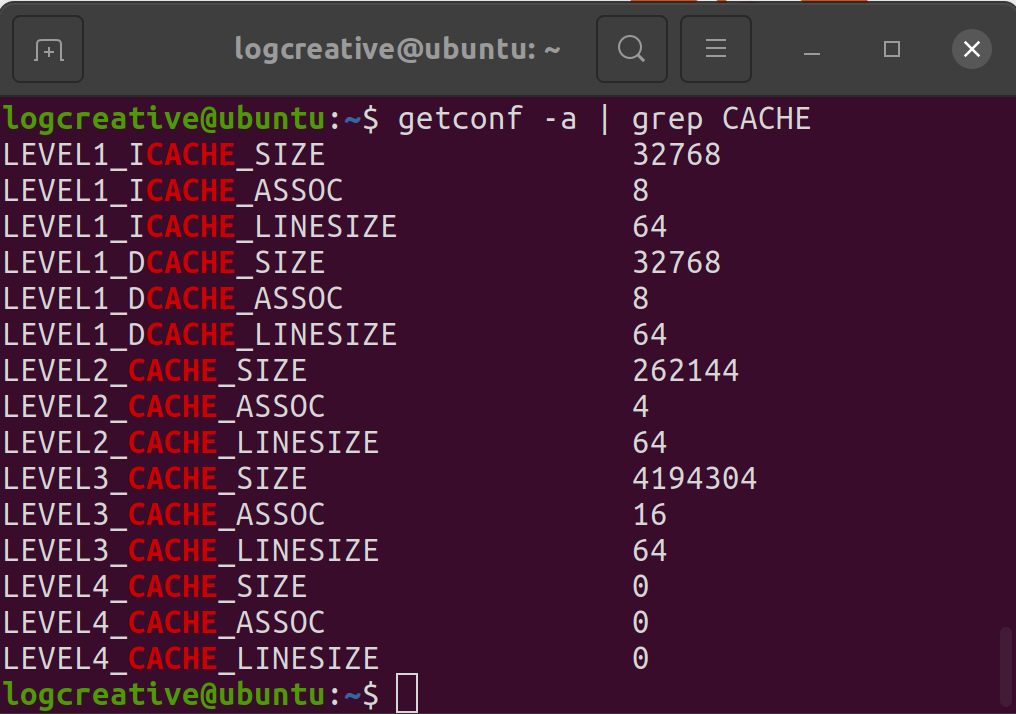 logcreative@ubuntu: ~
logcreative@ubuntu:~$ getconf -a | grep CACHE
LEVEL1_ICACHE_SIZE 32768
LEVEL1_ICACHE_ASSOC 8
LEVEL1_ICACHE_LINESIZE 64
LEVEL1_DCACHE_SIZE 32768
LEVEL1_DCACHE_ASSOC 8
LEVEL1_DCACHE_LINESIZE 64
LEVEL2_CACHE_SIZE 262144
LEVEL2_CACHE_ASSOC 4
LEVEL2_CACHE_LINESIZE 64
LEVEL3_CACHE_SIZE 4194304
LEVEL3_CACHE_ASSOC 16
LEVEL3_CACHE_LINESIZE 64
LEVEL4_CACHE_SIZE 0
LEVEL4_CACHE_ASSOC 0
LEVEL4_CACHE_LINESIZE 0
logcreative@ubuntu:~$